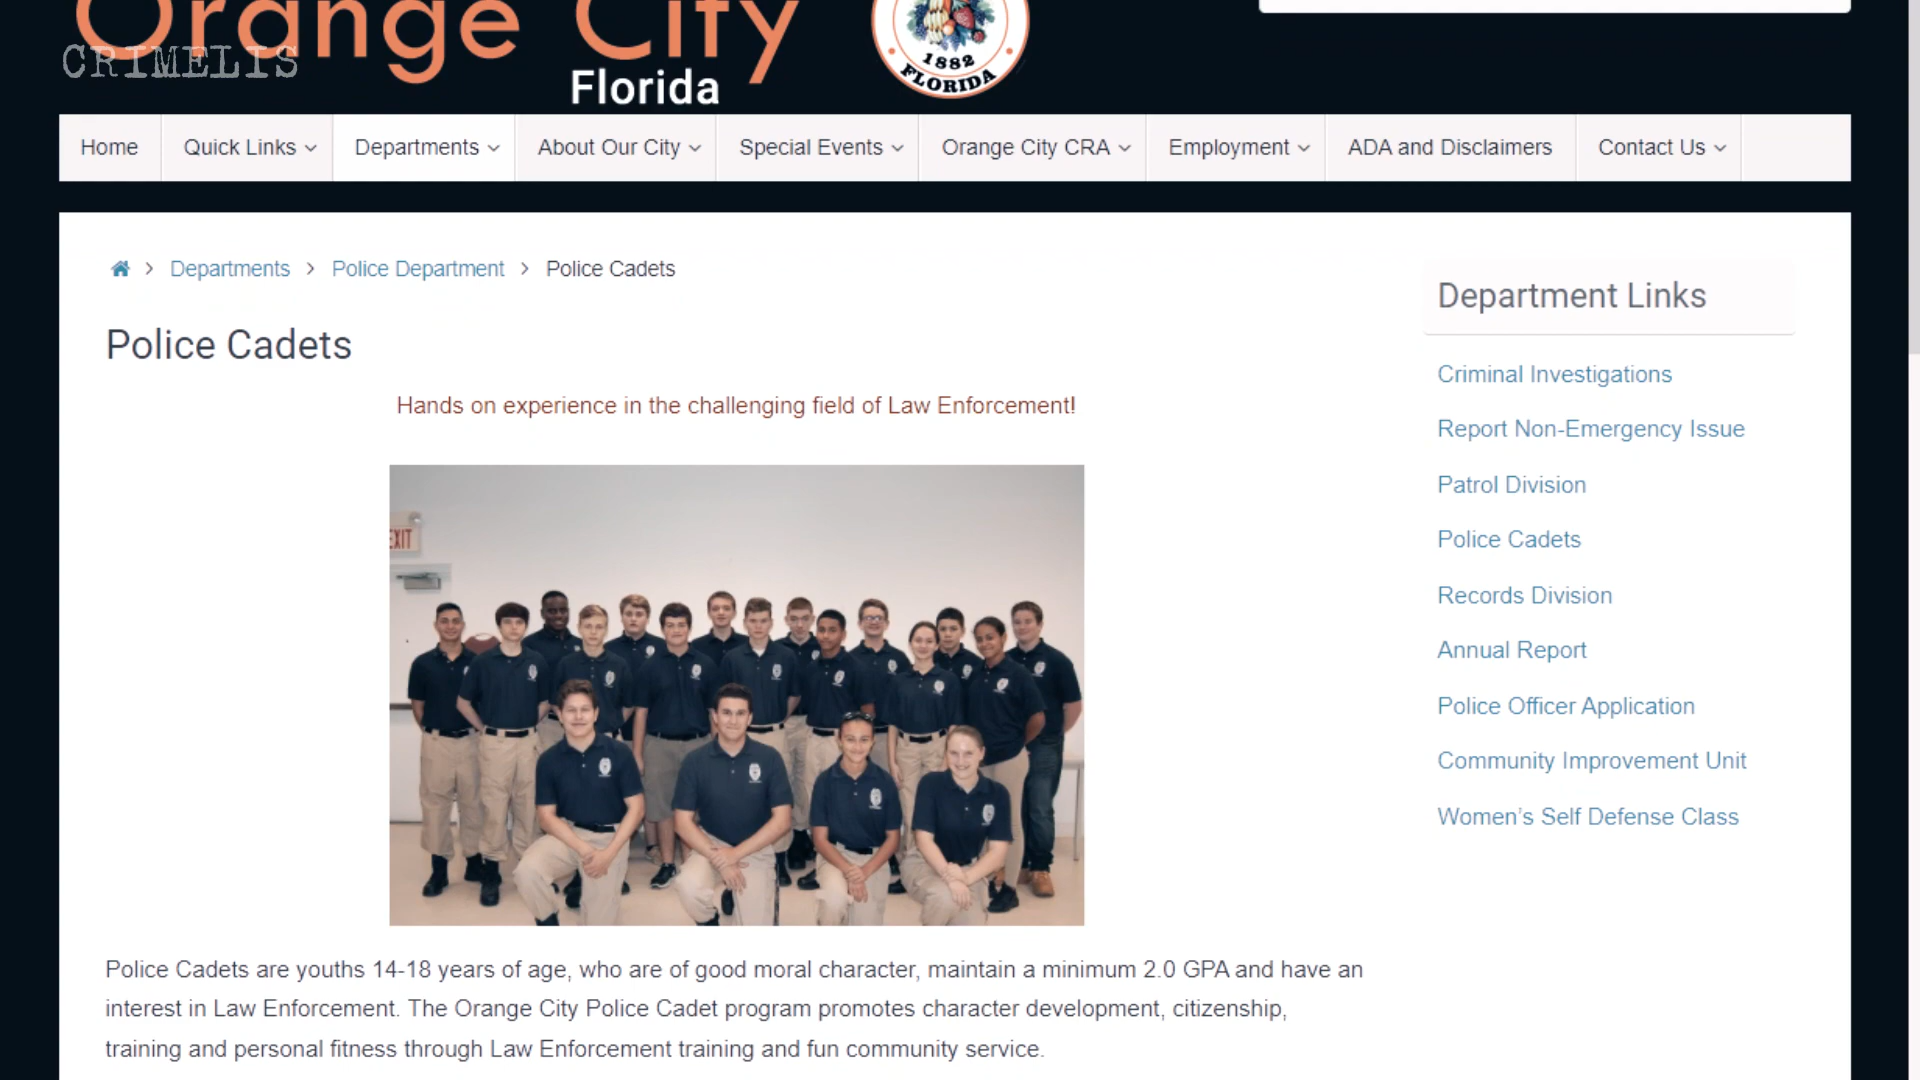 Orange City
CRIMELIS
Florida
1882
FLORIDA
Home
Quick Links
Departments
About Our City
Special Events
Orange City CRA
Employment
ADA and Disclaimers
Contact Us
Departments > Police Department > Police Cadets
Police Cadets
Hands on experience in the challenging field of Law Enforcement!
EXIT
Police Cadets are youths 14-18 years of age, who are of good moral character, maintain a minimum 2.0 GPA and have an
interest in Law Enforcement. The Orange City Police Cadet program promotes character development, citizenship,
training and personal fitness through Law Enforcement training and fun community service.
Department Links
Criminal Investigations
Report Non-Emergency Issue
Patrol Division
Police Cadets
Records Division
Annual Report
Police Officer Application
Community Improvement Unit
Women’s Self Defense Class